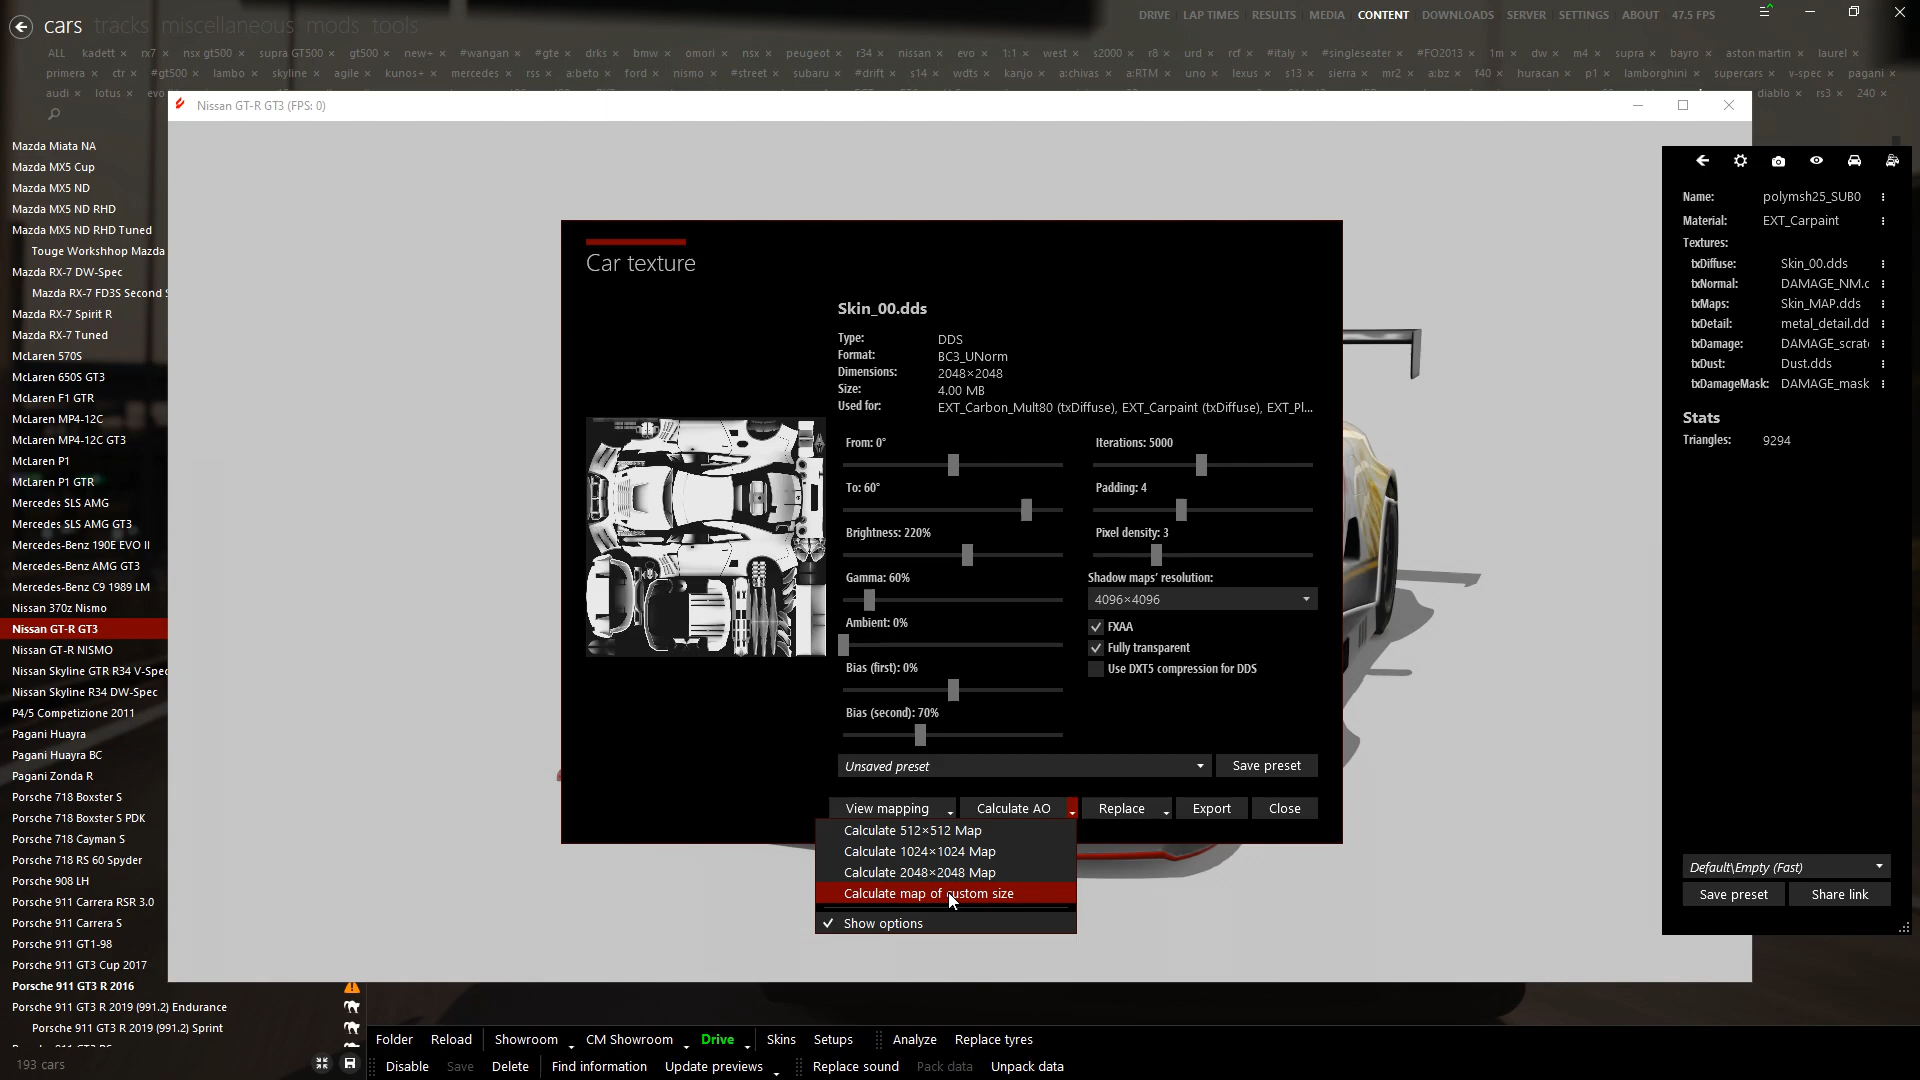 cars tracks miscellaneous mods tools
DRIVE LAP TIMES RESULTS MEDIA CONTENT DOWNLOADS SERVER SETTINGS ABOUT 47.5 FPS
ALL kadett × rx7 × nsx gt500 × supra GT500 × gt500 × new+ × #wangan × #gte × drks × bmw × omori × nsx × peugeot × r34 × nissan × evo × 1:1 × west × s2000 × r8 × urd × rcf × #italy × #singleseater × #FO2013 × 1m × dw × m4 × supra × bayro × aston martin × laurel ×
primera × ctr × #gt500 × lambo × skyline × agile × kunos+ × mercedes × rss × a:beto × ford × nismo × #street × subaru × #drift × s14 × wdts × kanjo × a:chivas × a:RTM × uno × lexus × s13 × sierra × mr2 × a:bz × f40 × huracan × p1 × lamborghini × supercars × v-spec × pagani ×
audi × lotus × evo diablo × rs3 × 240 ×
Nissan GT-R GT3 (FPS: 0)
Mazda Miata NA
Mazda MX5 Cup
Mazda MX5 ND
Mazda MX5 ND RHD
Mazda MX5 ND RHD Tuned
Touge Workshhop Mazda
Mazda RX-7 DW-Spec
Mazda RX-7 FD3S Second
Mazda RX-7 Spirit R
Mazda RX-7 Tuned
McLaren 570S
McLaren 650S GT3
McLaren F1 GTR
McLaren MP4-12C
McLaren MP4-12C GT3
McLaren P1
McLaren P1 GTR
Mercedes SLS AMG
Mercedes SLS AMG GT3
Mercedes-Benz 190E EVO II
Mercedes-Benz AMG GT3
Mercedes-Benz C9 1989 LM
Nissan 370z Nismo
Nissan GT-R GT3
Nissan GT-R NISMO
Nissan Skyline GTR R34 V-Spec
Nissan Skyline R34 DW-Spec
P4/5 Competizione 2011
Pagani Huayra
Pagani Huayra BC
Pagani Zonda R
Porsche 718 Boxster S
Porsche 718 Boxster S PDK
Porsche 718 Cayman S
Porsche 718 RS 60 Spyder
Porsche 908 LH
Porsche 911 Carrera RSR 3.0
Porsche 911 Carrera S
Porsche 911 GT1-98
Porsche 911 GT3 Cup 2017
Porsche 911 GT3 R 2016
Porsche 911 GT3 R 2019 (991.2) Endurance
Porsche 911 GT3 R 2019 (991.2) Sprint
193 cars
Car texture
Skin_00.dds
Type: DDS
Format: BC3_UNorm
Dimensions: 2048×2048
Size: 4.00 MB
Used for: EXT_Carbon_Mult80 (txDiffuse), EXT_Carpaint (txDiffuse), EXT_Pl...
From: 0° Iterations: 5000
To: 60° Padding: 4
Brightness: 220% Pixel density: 3
Gamma: 60% Shadow maps' resolution:
4096×4096
Ambient: 0% FXAA
Fully transparent
Bias (first): 0% Use DXT5 compression for DDS
Bias (second): 70%
Unsaved preset Save preset
View mapping Calculate AO Replace Export Close
Calculate 512×512 Map
Calculate 1024×1024 Map
Calculate 2048×2048 Map
Calculate map of custom size
Show options
Name: polymsh25_SUB0
Material: EXT_Carpaint
Textures:
txDiffuse: Skin_00.dds
txNormal: DAMAGE_NM.
txMaps: Skin_MAP.dds
txDetail: metal_detail.dd
txDamage: DAMAGE_scrat
txDust: Dust.dds
txDamageMask: DAMAGE_mask
Stats
Triangles: 9294
Default\Empty (Fast)
Save preset Share link
Folder Reload Showroom CM Showroom Drive Skins Setups Analyze Replace tyres
Disable Save Delete Find information Update previews Replace sound Pack data Unpack data